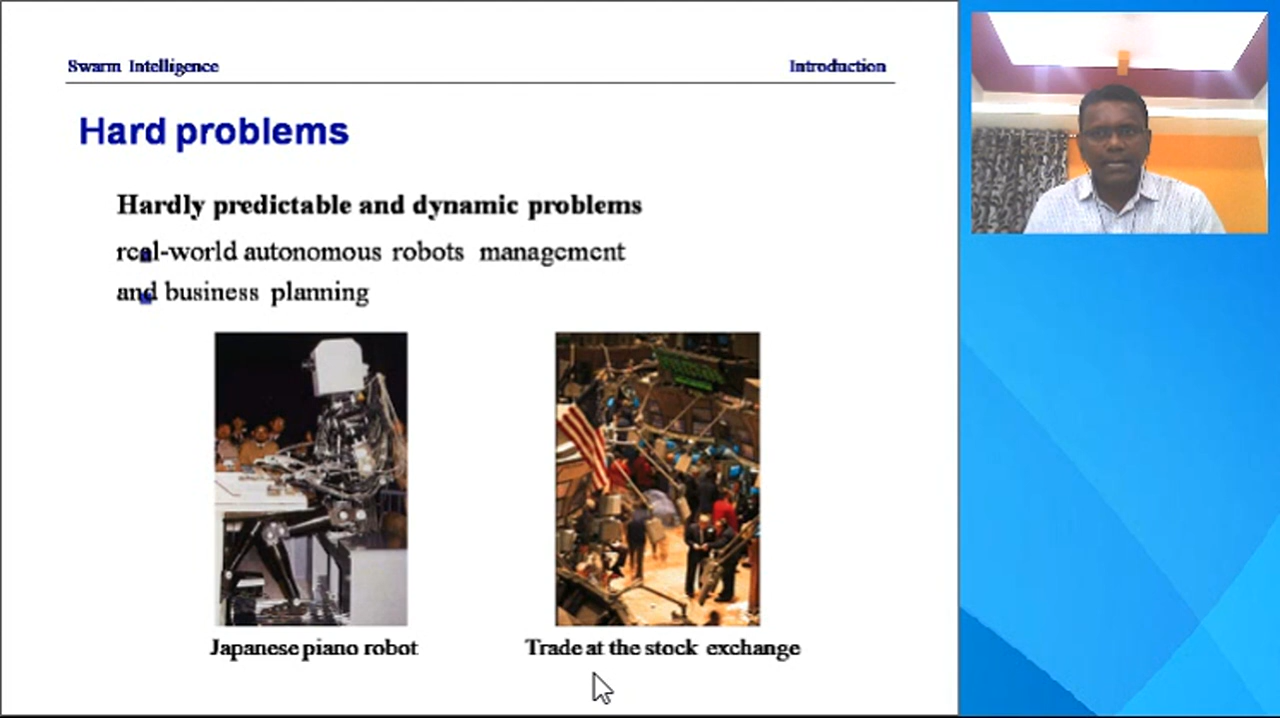 Swarm Intelligence
Introduction
Hard problems
Hardly predictable and dynamic problems
real-world autonomous robots management
and business planning
Japanese piano robot
Trade at the stock exchange